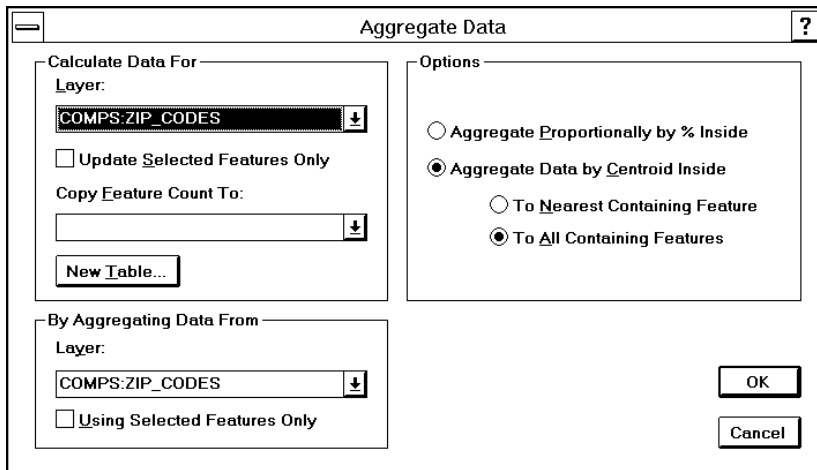 Aggregate Data
?
Calculate Data For
Layer:
COMPS:ZIP_CODES
Update Selected Features Only
Copy Feature Count To:
New Table...
By Aggregating Data From
Layer:
COMPS:ZIP_CODES
Using Selected Features Only
Options
Aggregate Proportionally by % Inside
Aggregate Data by Centroid Inside
To Nearest Containing Feature
To All Containing Features
OK
Cancel